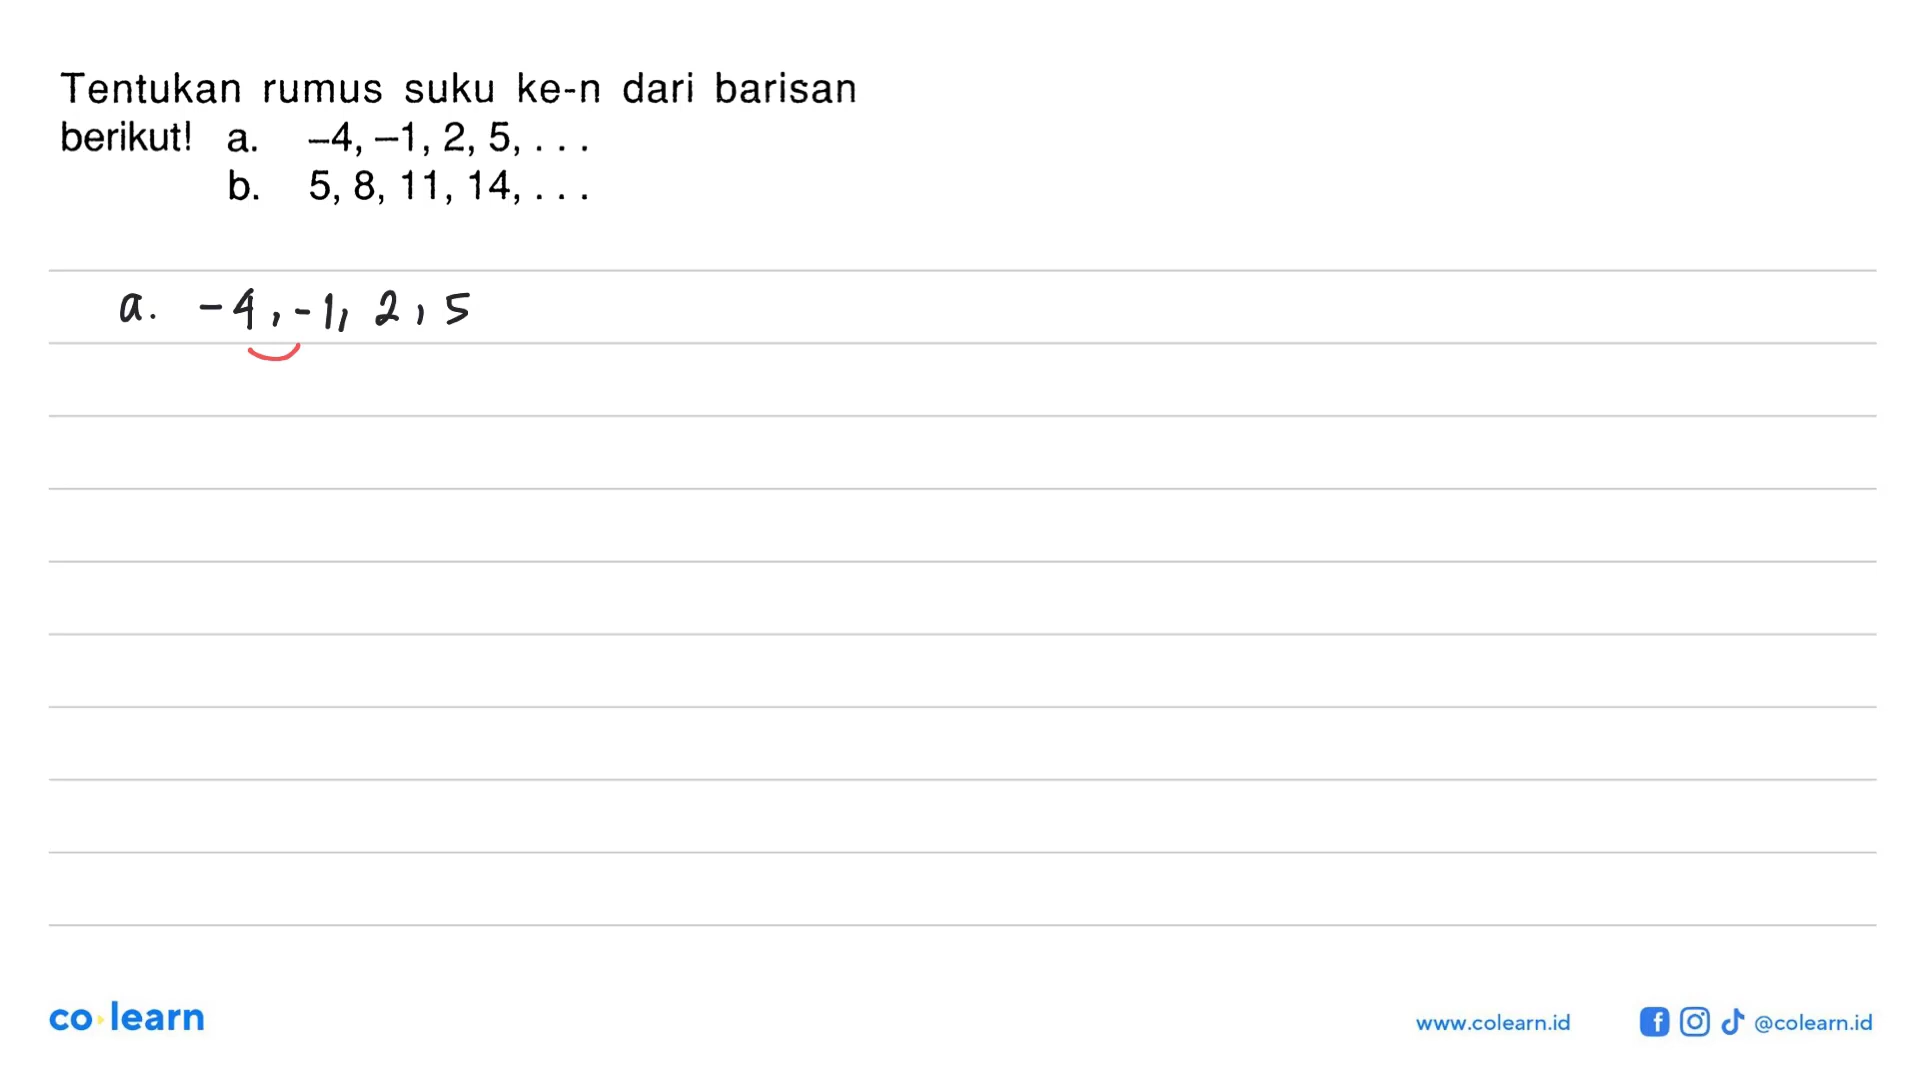 Tentukan rumus suku ke-n dari barisan
berikut! a. –4, –1, 2, 5, . . .
b. 5, 8, 11, 14, . . .
a. -4, -1, 2, 5
co learn
www.colearn.id
@colearn.id